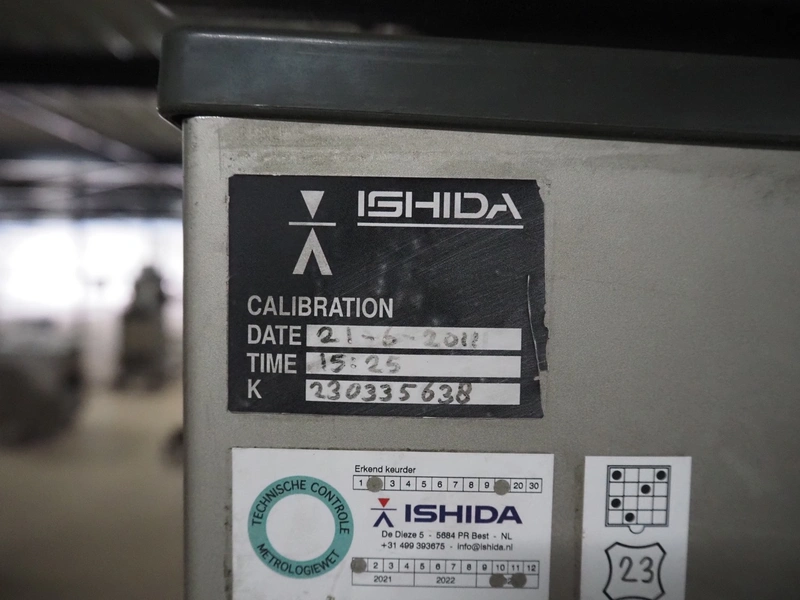 ISHIDA
CALIBRATION
DATE 21-6-2011
TIME 15:25
K 230335638
Erkend keurder
1 3 4 5 6 7 8 9 20 30
TECHNISCHE CONTROLE
METROLOGIEWET
ISHIDA
De Dieze 5 - 5684 PR Best - NL
+31 499 393675 - info@ishida.nl
2 3 4 5 6 7 8 9 10 11 12
2021 2022
23